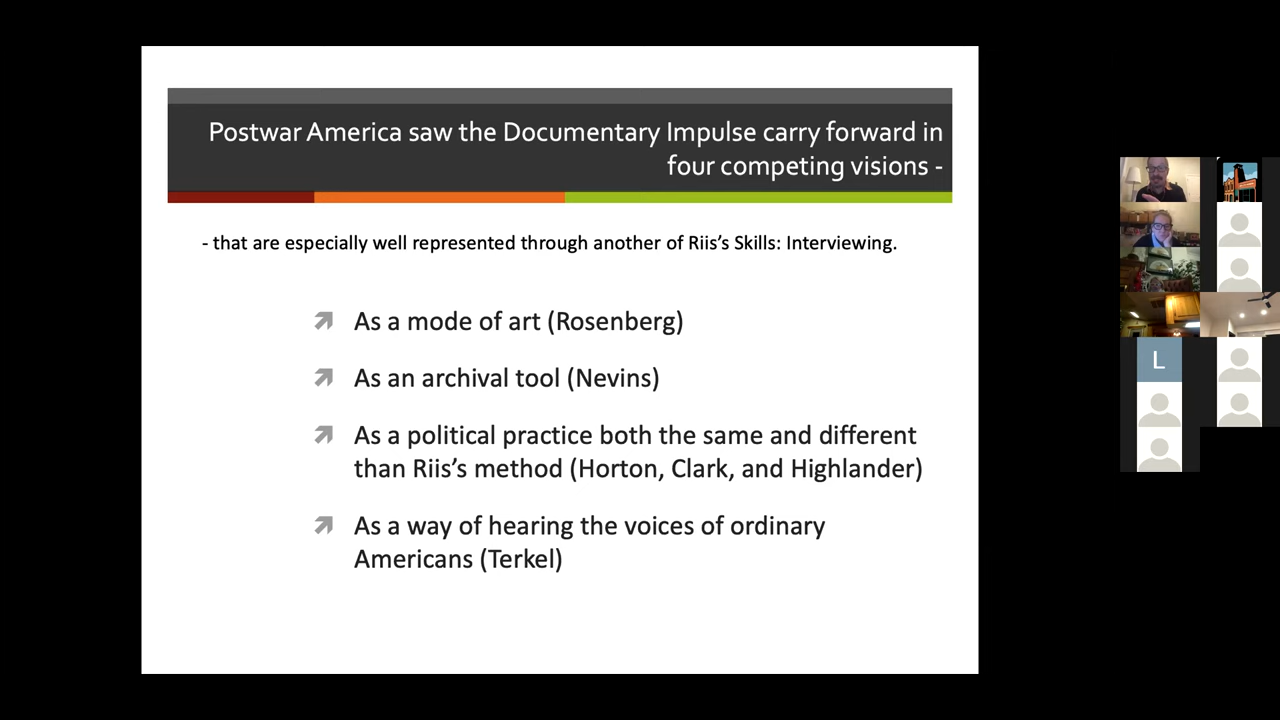 Postwar America saw the Documentary Impulse carry forward in
four competing visions -
- that are especially well represented through another of Riis's Skills: Interviewing.
As a mode of art (Rosenberg)
As an archival tool (Nevins)
As a political practice both the same and different
than Riis's method (Horton, Clark, and Highlander)
As a way of hearing the voices of ordinary
Americans (Terkel)
L